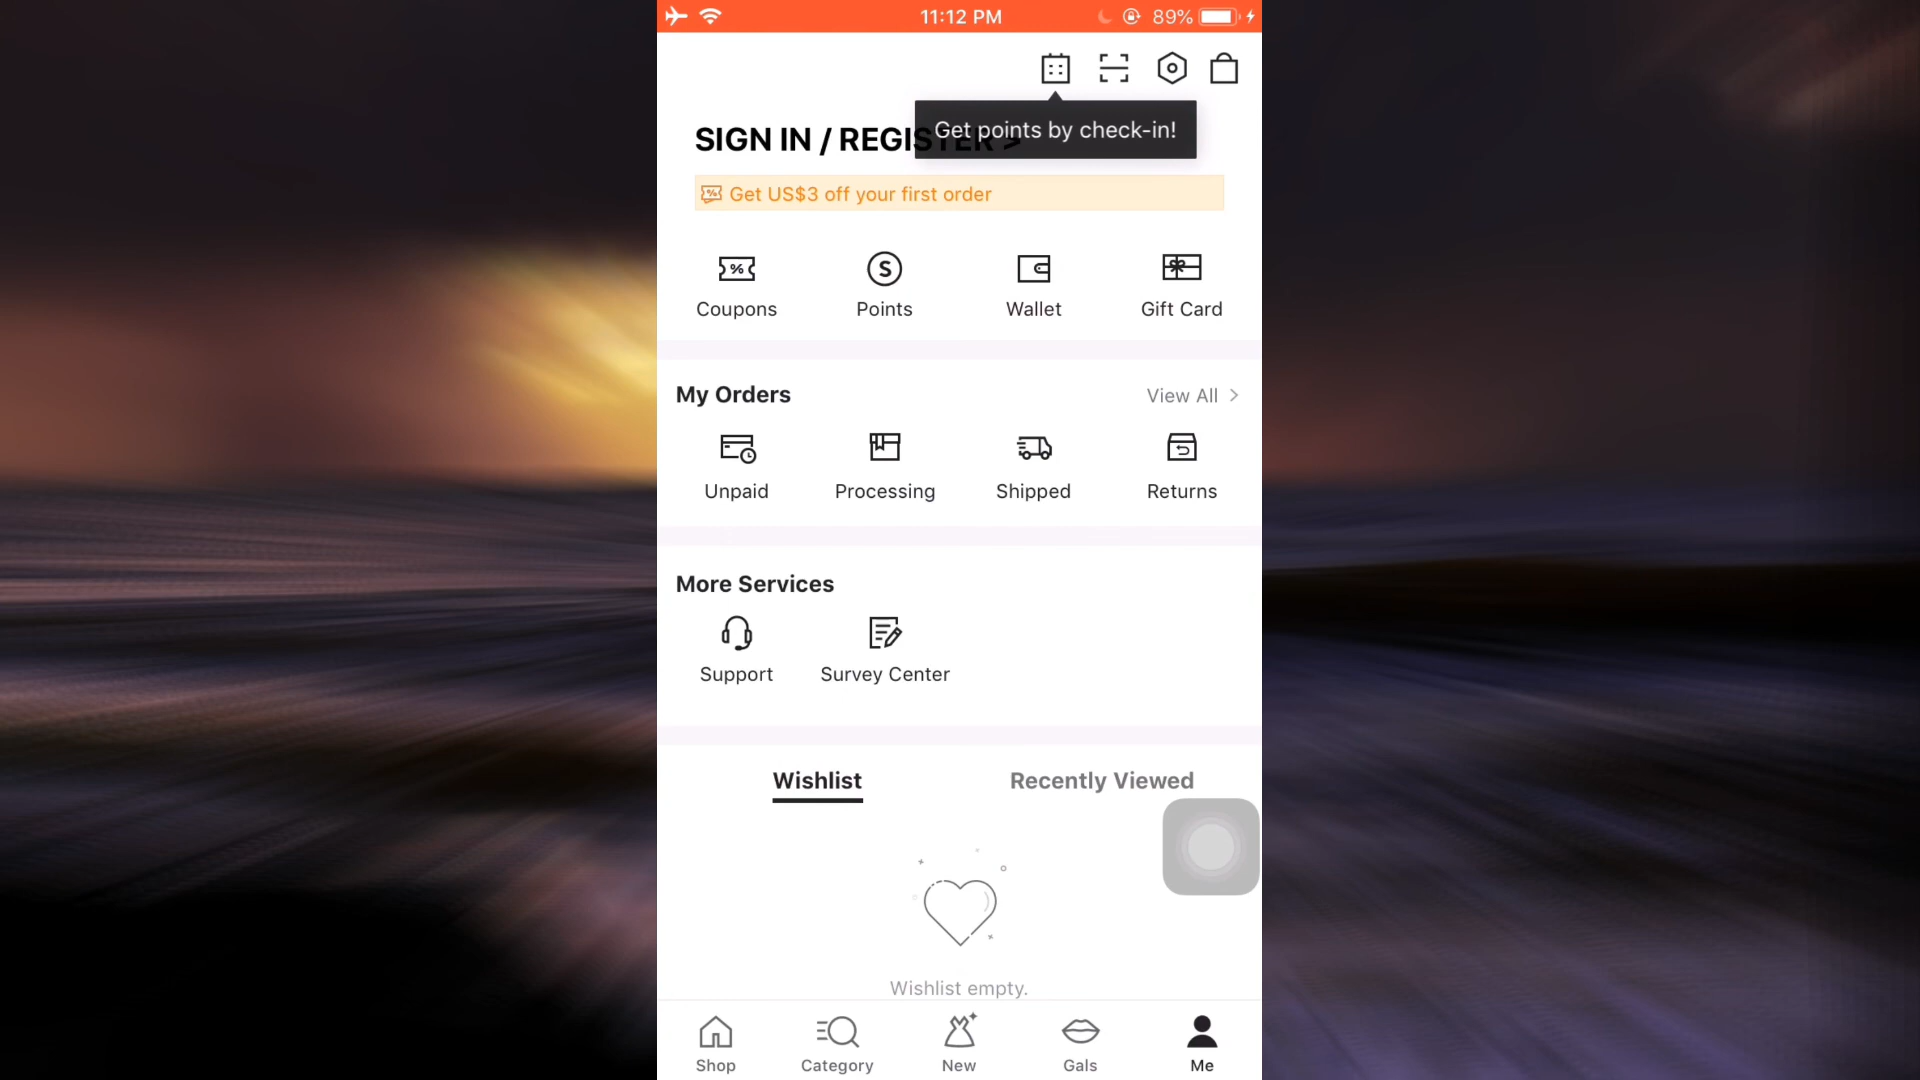 11:12 PM
89%
Get points by check-in!
SIGN IN / REGISTER >
Get US$3 off your first order
Coupons
Points
Wallet
Gift Card
My Orders
View All >
Unpaid
Processing
Shipped
Returns
More Services
Support
Survey Center
Wishlist
Recently Viewed
Wishlist empty.
Shop
Category
New
Gals
Me